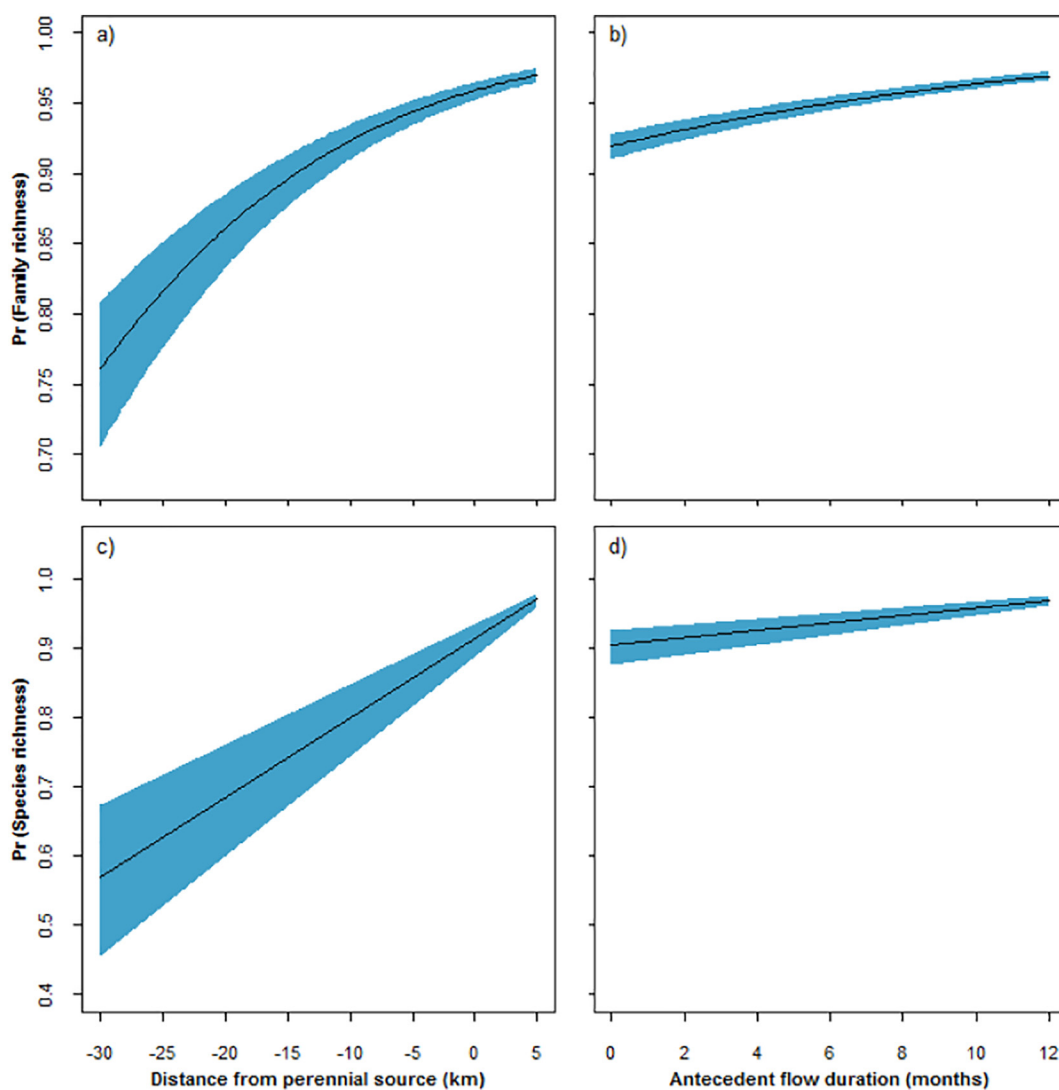 a)
b)
Pr (Family richness)
1.00
0.95
0.90
0.85
0.80
0.75
0.70
c)
d)
Pr (Species richness)
1.0
0.9
0.8
0.7
0.6
0.5
0.4
-30 -25 -20 -15 -10 -5 0 5
0 2 4 6 8 10 12
Distance from perennial source (km)
Antecedent flow duration (months)